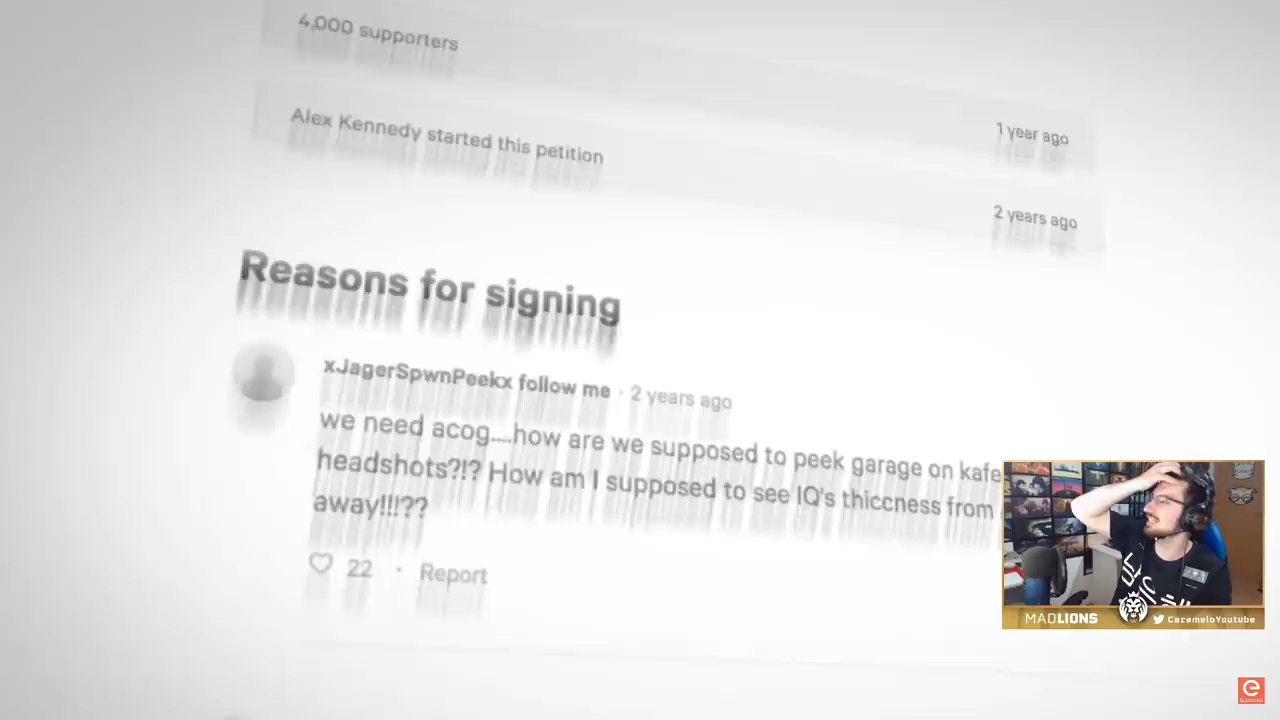 4,000 supporters
1 year ago
Alex Kennedy started this petition
2 years ago
Reasons for signing
xJagerSpwnPeekx follow me · 2 years ago
we need acog....how are we supposed to peek garage on kafe
headshots?!? How am I supposed to see IQ's thiccness from
away!!!??
22 · Report
MADLIONS
CarameloYoutube